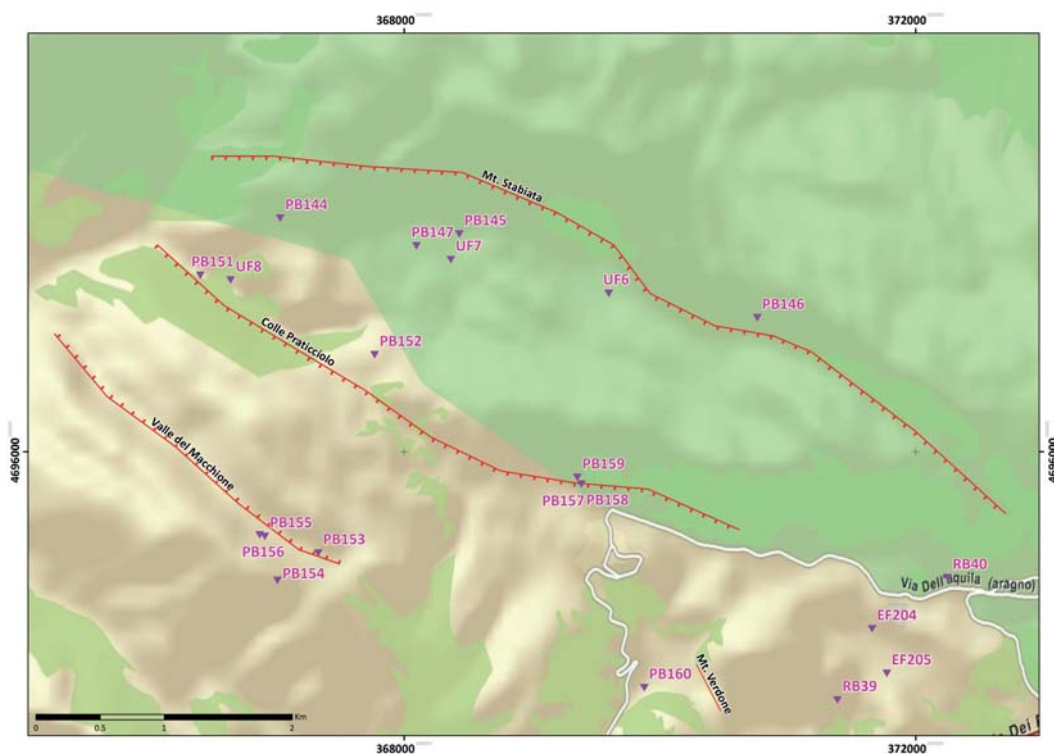 368000
372000
Mt. Stabiata
PB144
PB145
PB147
UF7
PB151
UF8
UF6
PB146
Colle Praticciolo
PB152
Valle del Macchione
4696000
4696000
PB159
PB157
PB158
PB155
PB156
PB153
PB154
RB40
Via Dell'aquila (aragno)
EF204
EF205
PB160
Mt. Verdone
RB39
0
0.5
1
2
Km
Dei
368000
372000